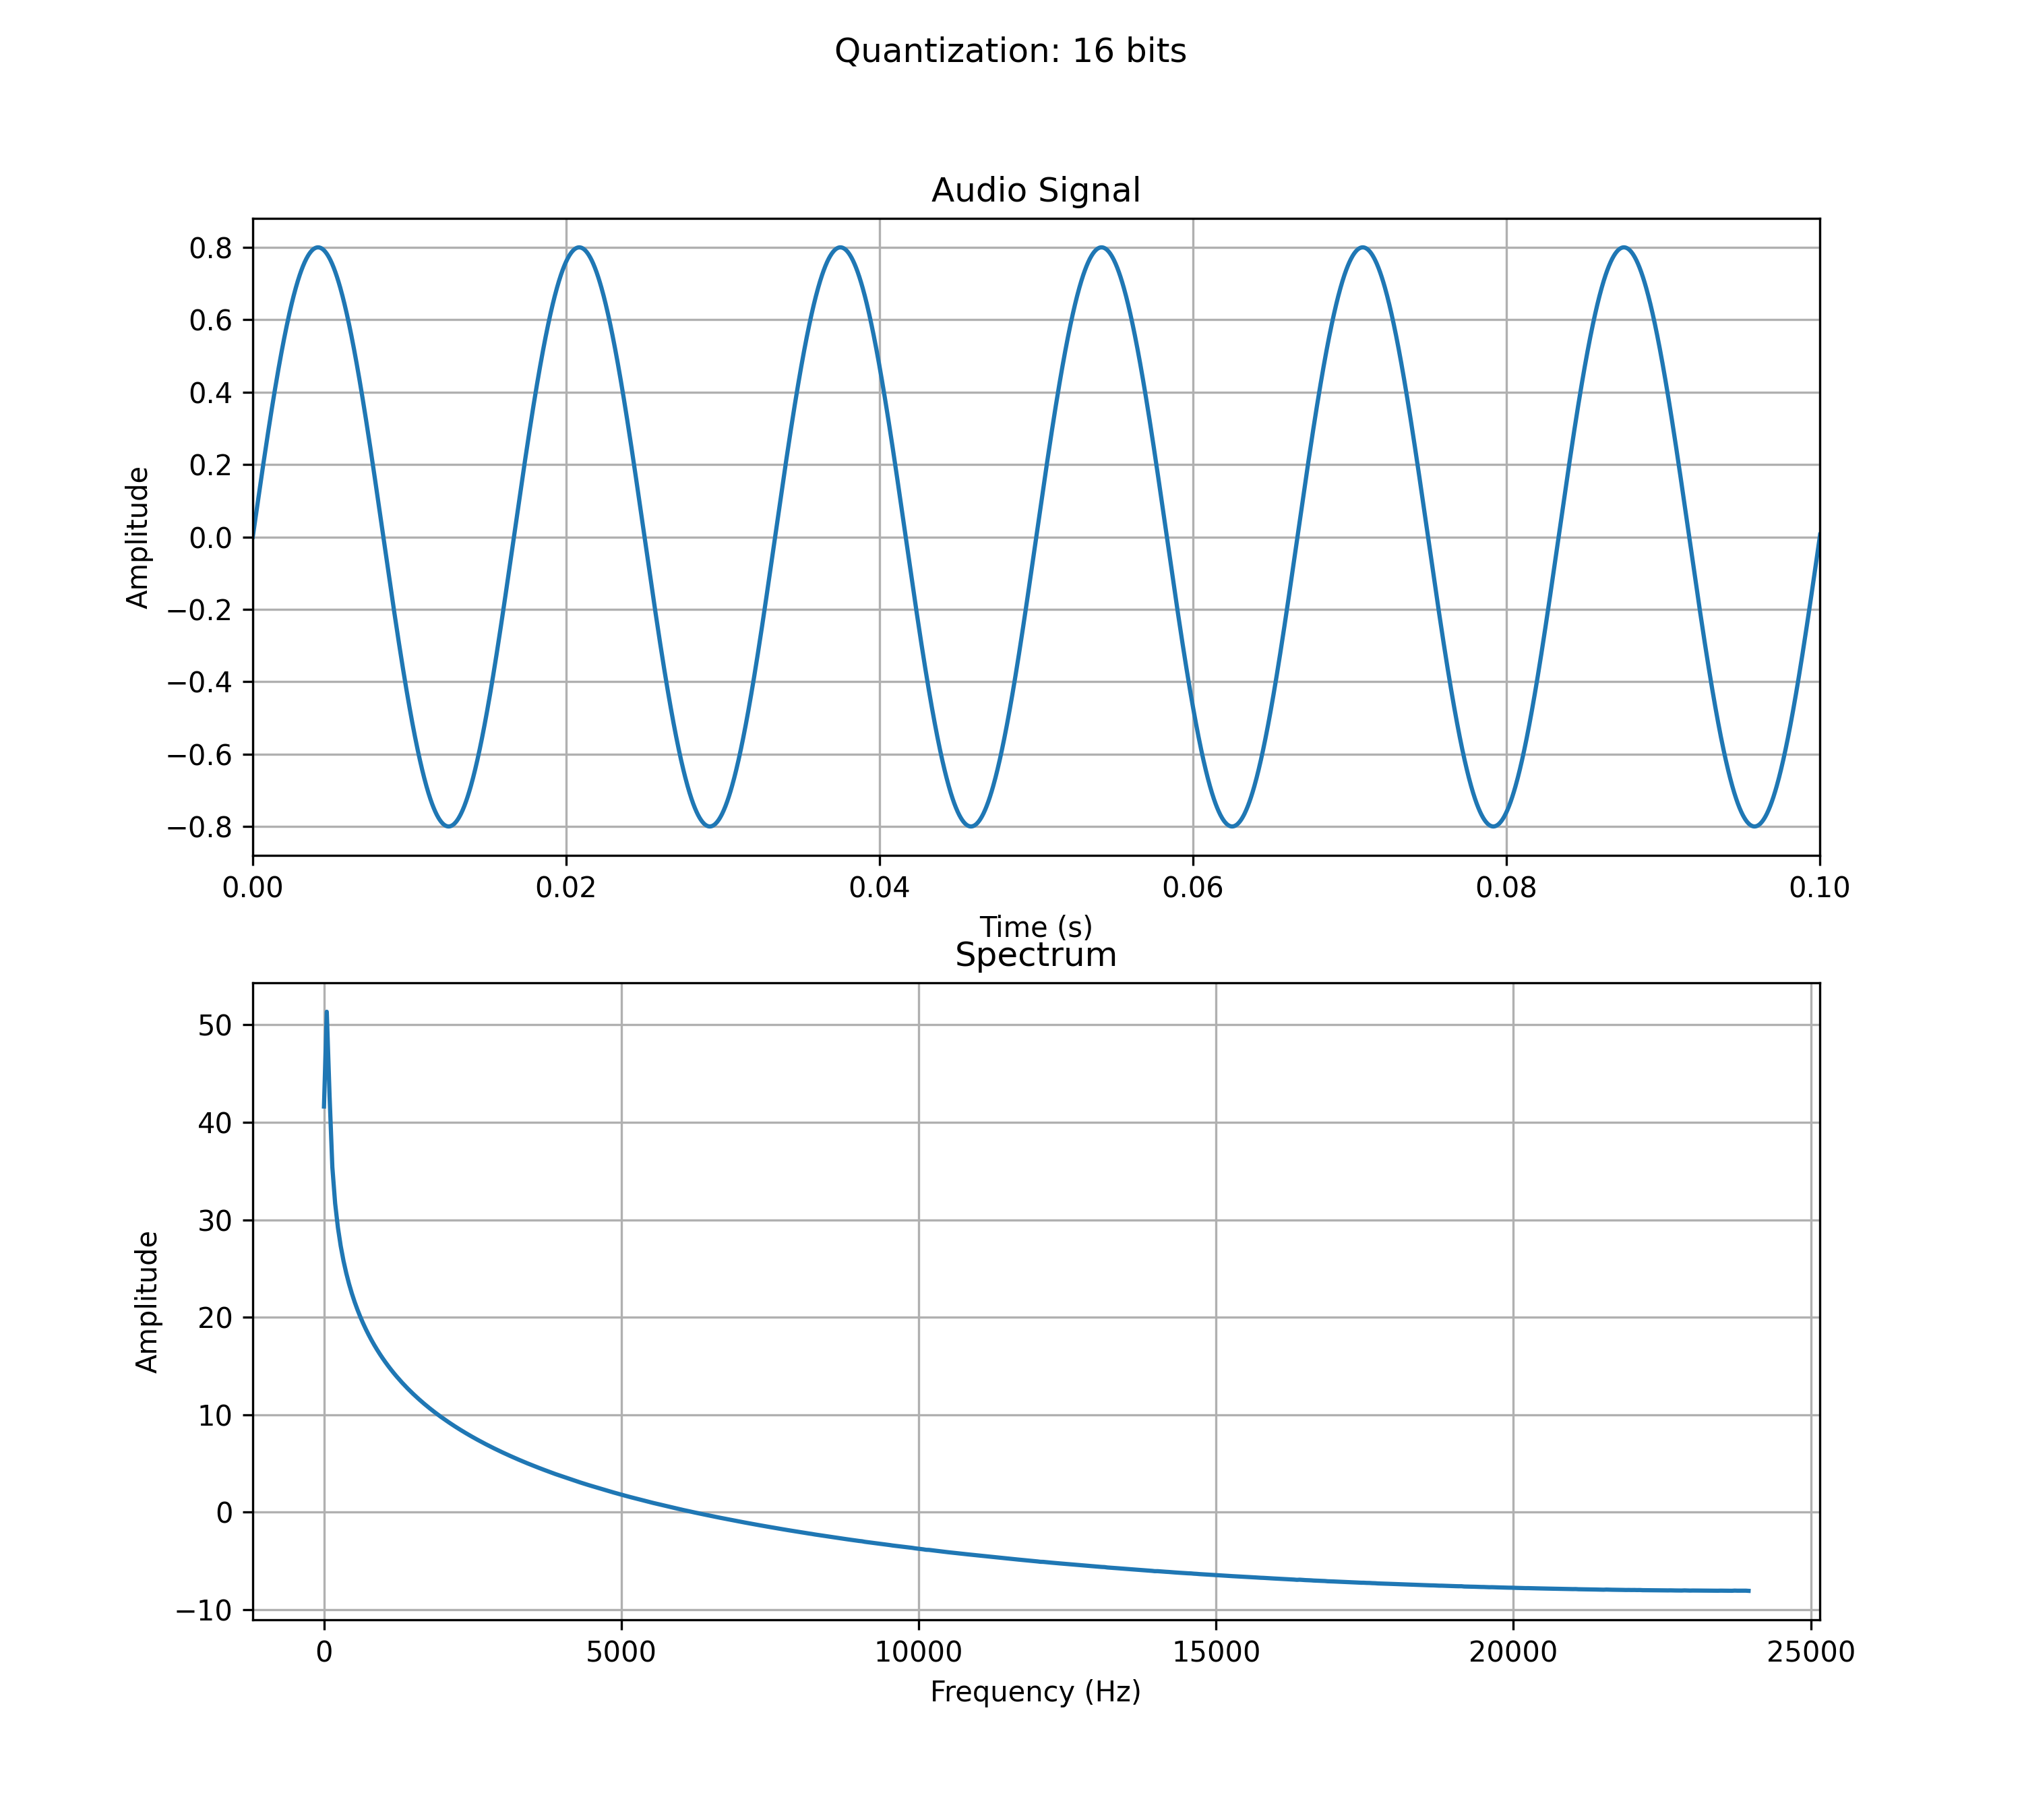 Quantization: 16 bits
Audio Signal
Amplitude
0.8
0.6
0.4
0.2
0.0
−0.2
−0.4
−0.6
−0.8
0.00 0.02 0.04 0.06 0.08 0.10
Time (s)
Spectrum
Amplitude
50
40
30
20
10
0
−10
0 5000 10000 15000 20000 25000
Frequency (Hz)